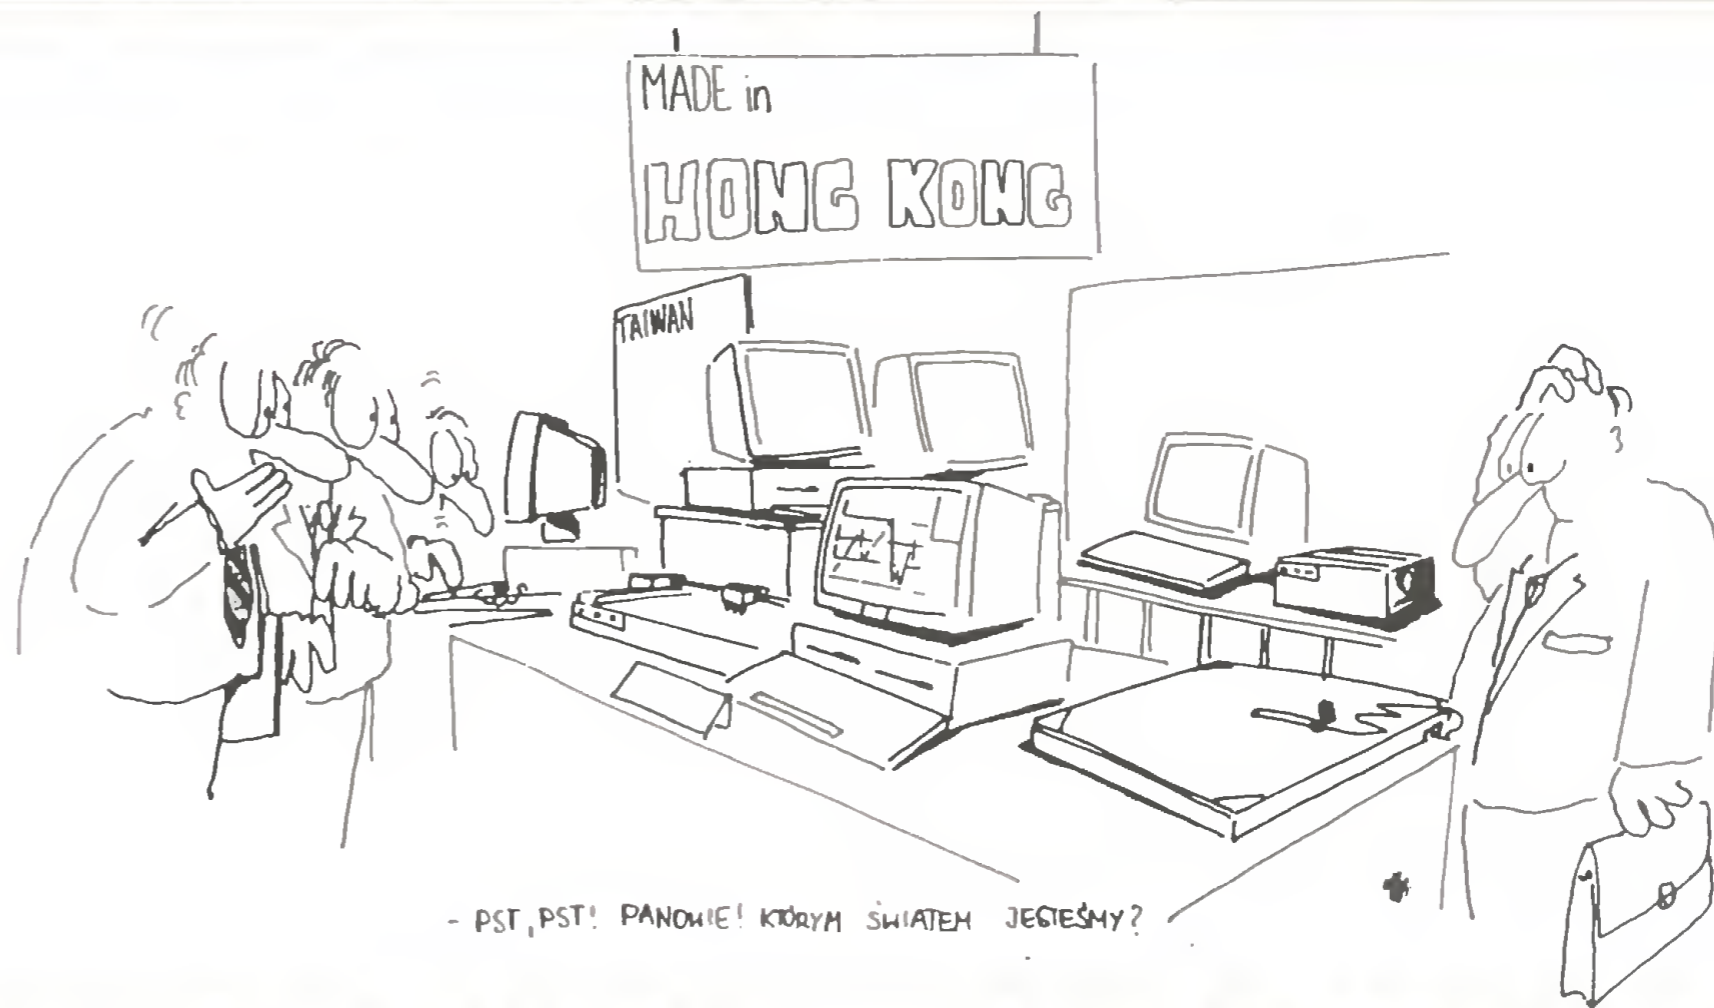 MADE in
HONG KONG
TAIWAN
- PST, PST! PANOWIE! KTÓRYM ŚWIATEM JESTEŚMY?